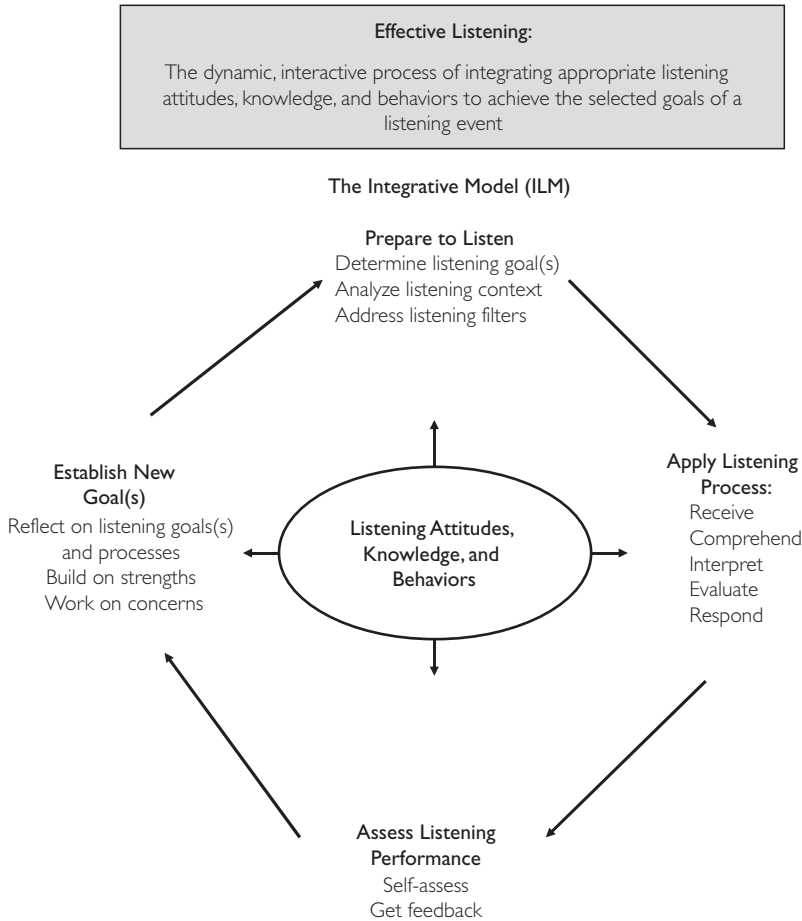 Effective Listening:
The dynamic, interactive process of integrating appropriate listening
attitudes, knowledge, and behaviors to achieve the selected goals of a
listening event
The Integrative Model (ILM)
Prepare to Listen
Determine listening goal(s)
Analyze listening context
Address listening filters
Apply Listening
Process:
Receive
Comprehend
Interpret
Evaluate
Respond
Listening Attitudes,
Knowledge, and
Behaviors
Establish New
Goal(s)
Reflect on listening goals(s)
and processes
Build on strengths
Work on concerns
Assess Listening
Performance
Self-assess
Get feedback